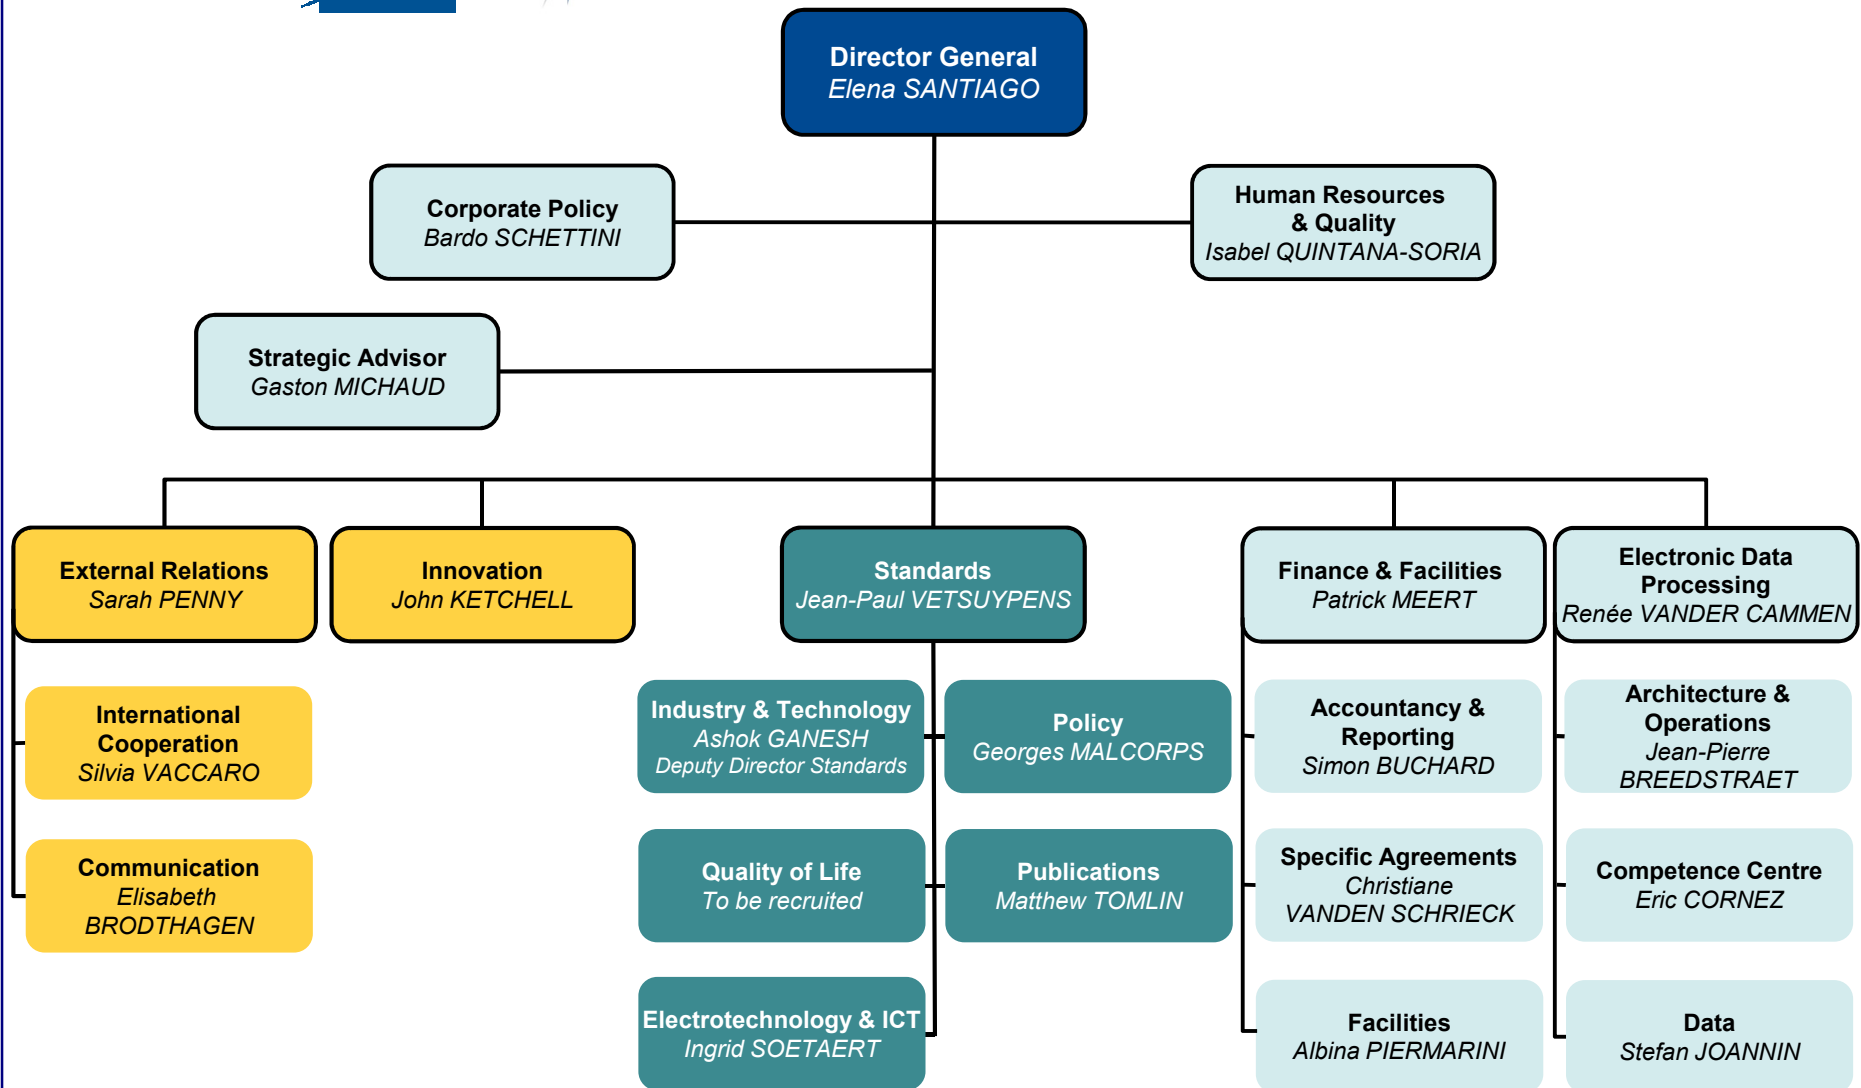 Director General
Elena SANTIAGO
Corporate Policy
Bardo SCHETTINI
Human Resources
& Quality
Isabel QUINTANA-SORIA
Strategic Advisor
Gaston MICHAUD
External Relations
Sarah PENNY
Innovation
John KETCHELL
Standards
Jean-Paul VETSUYPENS
Finance & Facilities
Patrick MEERT
Electronic Data
Processing
Renée VANDER CAMMEN
International
Cooperation
Silvia VACCARO
Communication
Elisabeth
BRODTHAGEN
Industry & Technology
Ashok GANESH
Deputy Director Standards
Policy
Georges MALCORPS
Quality of Life
To be recruited
Publications
Matthew TOMLIN
Electrotechnology & ICT
Ingrid SOETAERT
Accountancy &
Reporting
Simon BUCHARD
Specific Agreements
Christiane
VANDEN SCHRIECK
Facilities
Albina PIERMARINI
Architecture &
Operations
Jean-Pierre
BREEDSTRAET
Competence Centre
Eric CORNEZ
Data
Stefan JOANNIN